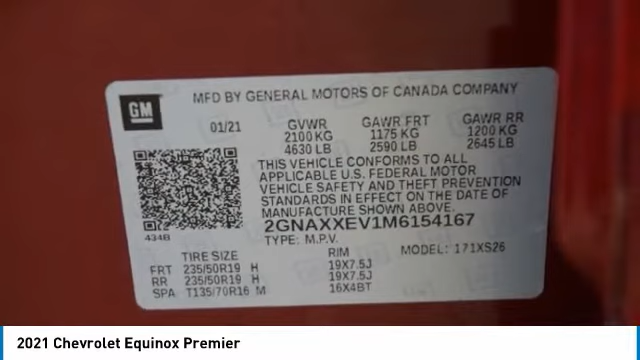 MFD BY GENERAL MOTORS OF CANADA COMPANY
GM
01/21 GVWR GAWR FRT GAWR RR
2100 KG 1175 KG 1200 KG
4630 LB 2590 LB 2645 LB
THIS VEHICLE CONFORMS TO ALL
APPLICABLE U.S. FEDERAL MOTOR
VEHICLE SAFETY AND THEFT PREVENTION
STANDARDS IN EFFECT ON THE DATE OF
MANUFACTURE SHOWN ABOVE.
434B
2GNAXXEV1M6154167
TYPE: M.P.V. MODEL: 171XS26
TIRE SIZE RIM
FRT 235/50R19 H 19X7.5J
RR 235/50R19 H 19X7.5J
SPA T135/70R16 M 16X4BT
2021 Chevrolet Equinox Premier